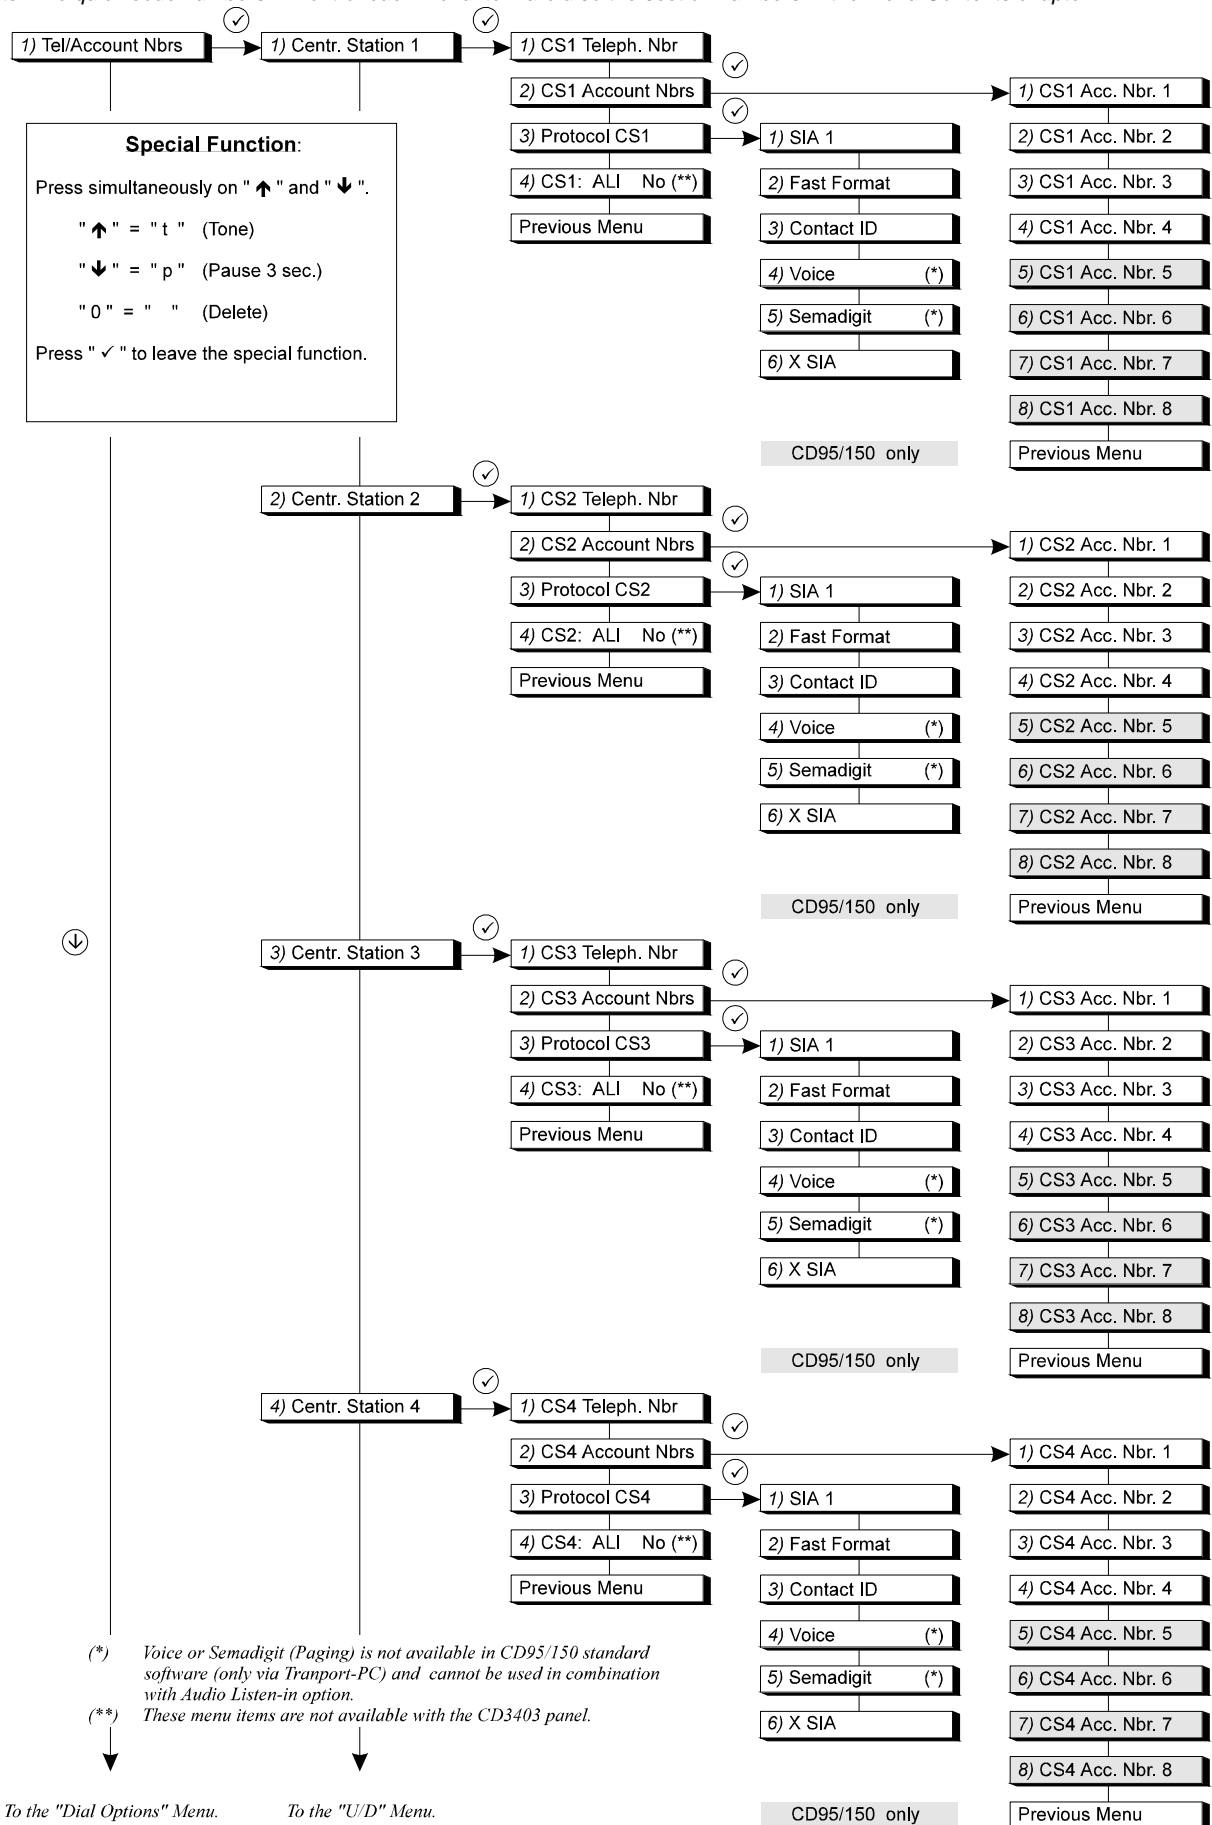 1) Tel/Account Nbrs
1) Centr. Station 1
1) CS1 Teleph. Nbr
2) CS1 Account Nbrs
3) Protocol CS1
4) CS1: ALI No (**)
Previous Menu
1) SIA 1
2) Fast Format
3) Contact ID
4) Voice (*)
5) Semadigit (*)
6) X SIA
CD95/150 only
1) CS1 Acc. Nbr. 1
2) CS1 Acc. Nbr. 2
3) CS1 Acc. Nbr. 3
4) CS1 Acc. Nbr. 4
5) CS1 Acc. Nbr. 5
6) CS1 Acc. Nbr. 6
7) CS1 Acc. Nbr. 7
8) CS1 Acc. Nbr. 8
Previous Menu
Special Function:
Press simultaneously on " ↑ " and " ↓ ".
" ↑ " = " t " (Tone)
" ↓ " = " p " (Pause 3 sec.)
" 0 " = " " (Delete)
Press " ✓ " to leave the special function.
2) Centr. Station 2
1) CS2 Teleph. Nbr
2) CS2 Account Nbrs
3) Protocol CS2
4) CS2: ALI No (**)
Previous Menu
1) SIA 1
2) Fast Format
3) Contact ID
4) Voice (*)
5) Semadigit (*)
6) X SIA
CD95/150 only
1) CS2 Acc. Nbr. 1
2) CS2 Acc. Nbr. 2
3) CS2 Acc. Nbr. 3
4) CS2 Acc. Nbr. 4
5) CS2 Acc. Nbr. 5
6) CS2 Acc. Nbr. 6
7) CS2 Acc. Nbr. 7
8) CS2 Acc. Nbr. 8
Previous Menu
3) Centr. Station 3
1) CS3 Teleph. Nbr
2) CS3 Account Nbrs
3) Protocol CS3
4) CS3: ALI No (**)
Previous Menu
1) SIA 1
2) Fast Format
3) Contact ID
4) Voice (*)
5) Semadigit (*)
6) X SIA
CD95/150 only
1) CS3 Acc. Nbr. 1
2) CS3 Acc. Nbr. 2
3) CS3 Acc. Nbr. 3
4) CS3 Acc. Nbr. 4
5) CS3 Acc. Nbr. 5
6) CS3 Acc. Nbr. 6
7) CS3 Acc. Nbr. 7
8) CS3 Acc. Nbr. 8
Previous Menu
4) Centr. Station 4
1) CS4 Teleph. Nbr
2) CS4 Account Nbrs
3) Protocol CS4
4) CS4: ALI No (**)
Previous Menu
1) SIA 1
2) Fast Format
3) Contact ID
4) Voice (*)
5) Semadigit (*)
6) X SIA
CD95/150 only
1) CS4 Acc. Nbr. 1
2) CS4 Acc. Nbr. 2
3) CS4 Acc. Nbr. 3
4) CS4 Acc. Nbr. 4
5) CS4 Acc. Nbr. 5
6) CS4 Acc. Nbr. 6
7) CS4 Acc. Nbr. 7
8) CS4 Acc. Nbr. 8
Previous Menu
(*) Voice or Semadigit (Paging) is not available in CD95/150 standard
software (only via Tranport-PC) and cannot be used in combination
with Audio Listen-in option.
(**) These menu items are not available with the CD3403 panel.
To the "Dial Options" Menu.
To the "U/D" Menu.